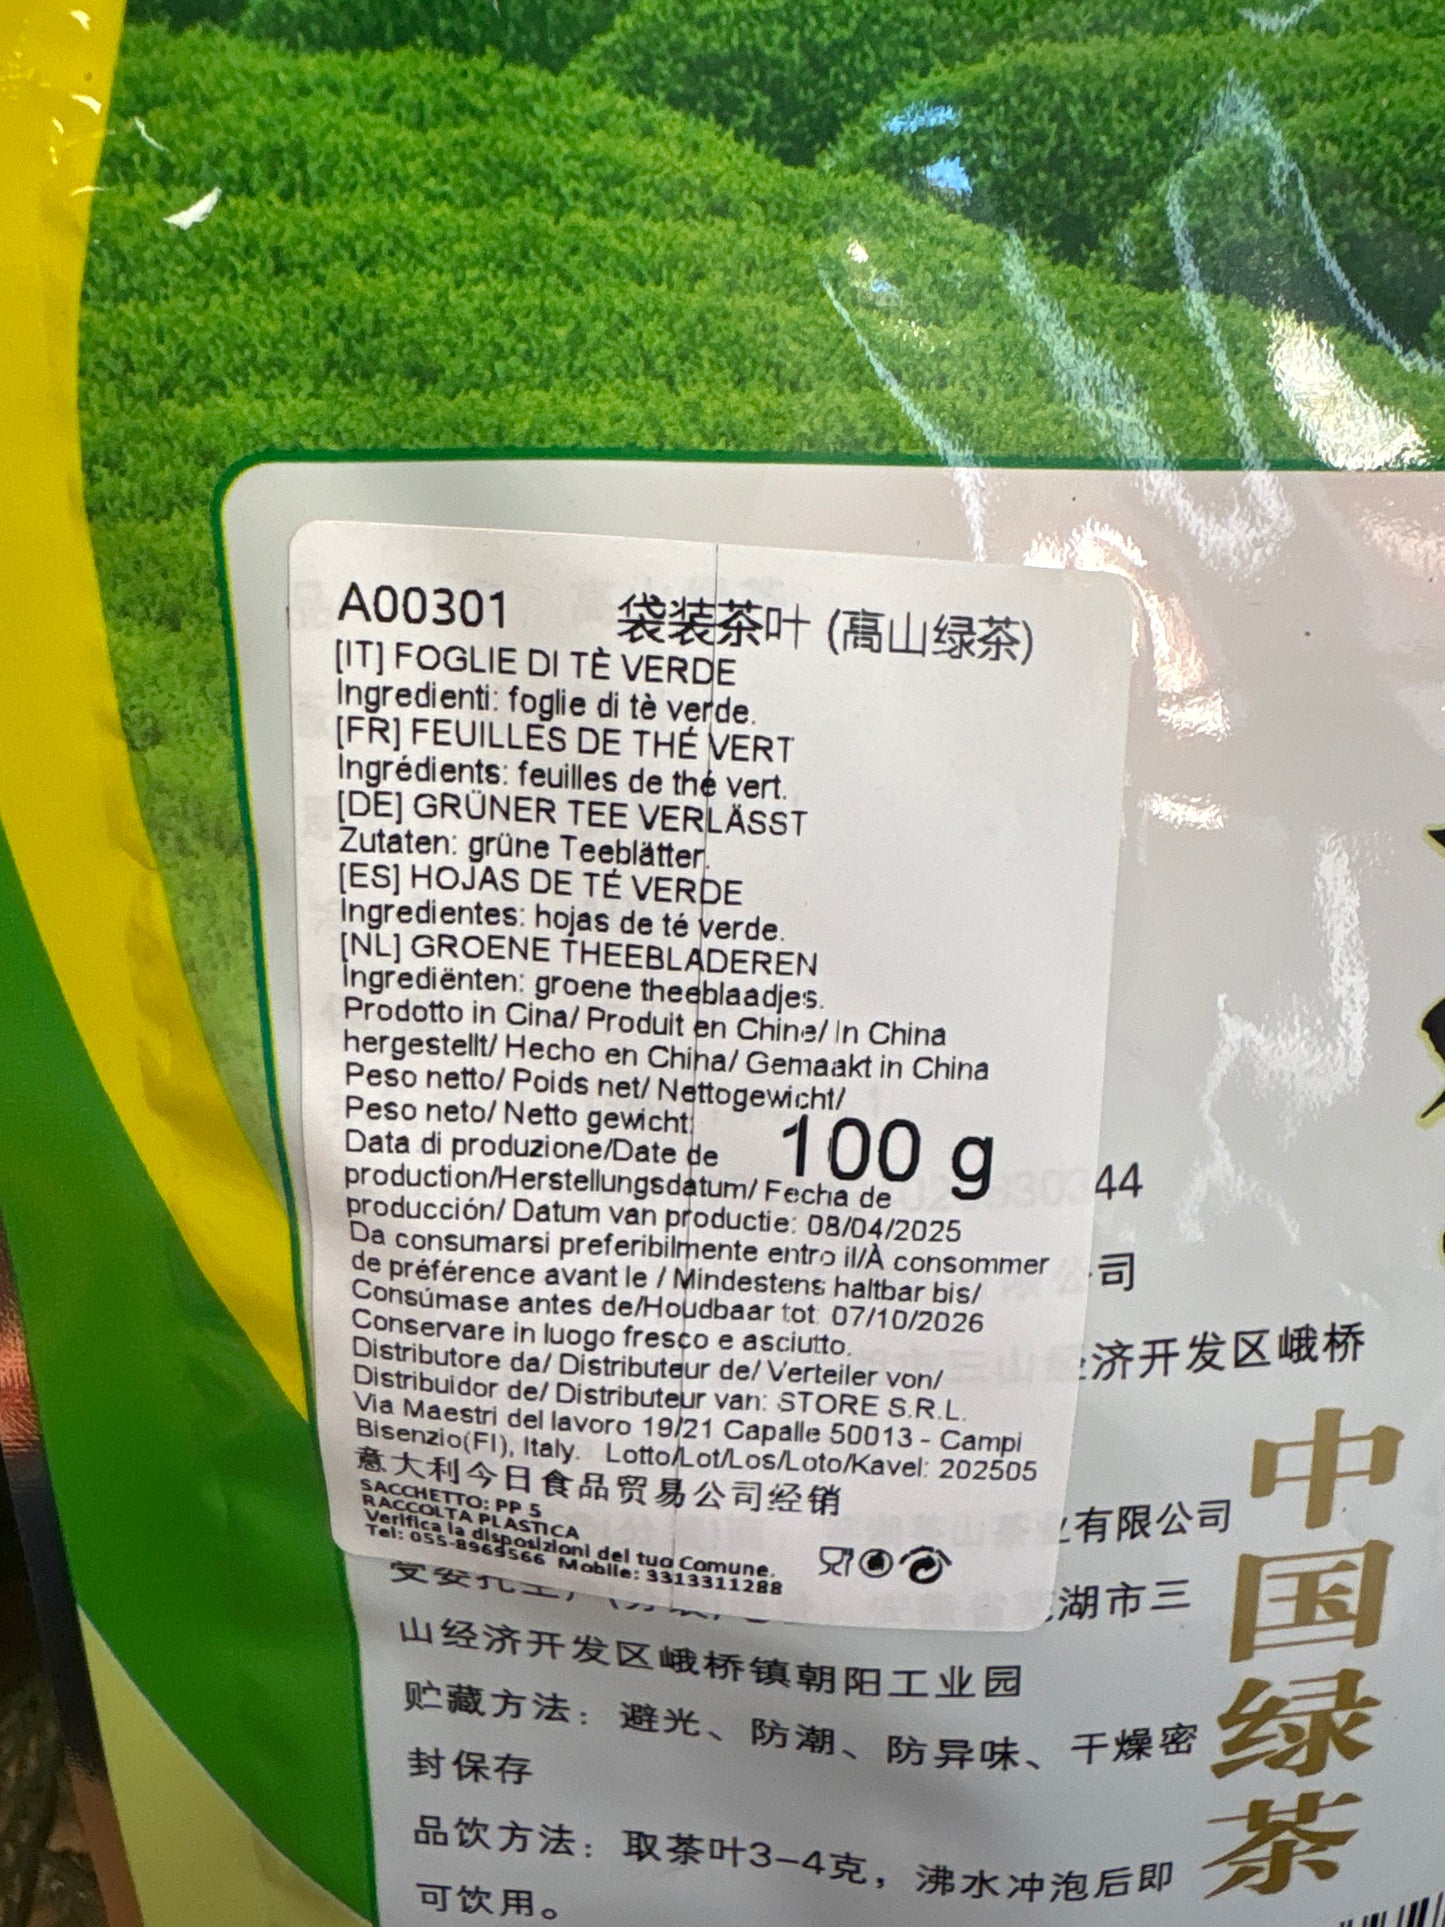 A00301 袋装茶叶 (高山绿茶)
[IT] FOGLIE DI TÈ VERDE
Ingredienti: foglie di tè verde.
[FR] FEUILLES DE THÉ VERT
Ingrédients: feuilles de thé vert.
[DE] GRÜNER TEE VERLÄSST
Zutaten: grüne Teeblätter.
[ES] HOJAS DE TÉ VERDE
Ingredientes: hojas de té verde.
[NL] GROENE THEEBLADEREN
Ingrediënten: groene theeblaadjes.
Prodotto in Cina/ Produit en Chine/ In China
hergestellt/ Hecho en China/ Gemaakt in China
Peso netto/ Poids net/ Nettogewicht/
Peso neto/ Netto gewicht: 100 g
Data di produzione/Date de
production/Herstellungsdatum/ Fecha de
producción/ Datum van productie: 08/04/2025
Da consumarsi preferibilmente entro il/À consommer
de préférence avant le / Mindestens haltbar bis/
Consúmase antes de/Houdbaar tot: 07/10/2026
Conservare in luogo fresco e asciutto.
Distributore da/ Distributeur de/ Verteiler von/
Distribuidor de/ Distributeur van: STORE S.R.L.
Via Maestri del lavoro 19/21 Capalle 50013 - Campi
Bisenzio(FI), Italy. Lotto/Lot/Los/Loto/Kavel: 202505
意大利今日食品贸易公司经销
SACCHETTO: PP 5
RACCOLTA PLASTICA
Verifica la disposizioni del tuo Comune.
Tel: 055-8969566 Mobile: 3313311288
44
公司
济开发区峨桥
有限公司
湖市三
山经济开发区峨桥镇朝阳工业园
贮藏方法：避光、防潮、防异味、干燥密
封保存
品饮方法：取茶叶3-4克，沸水冲泡后即
可饮用。
中国绿茶